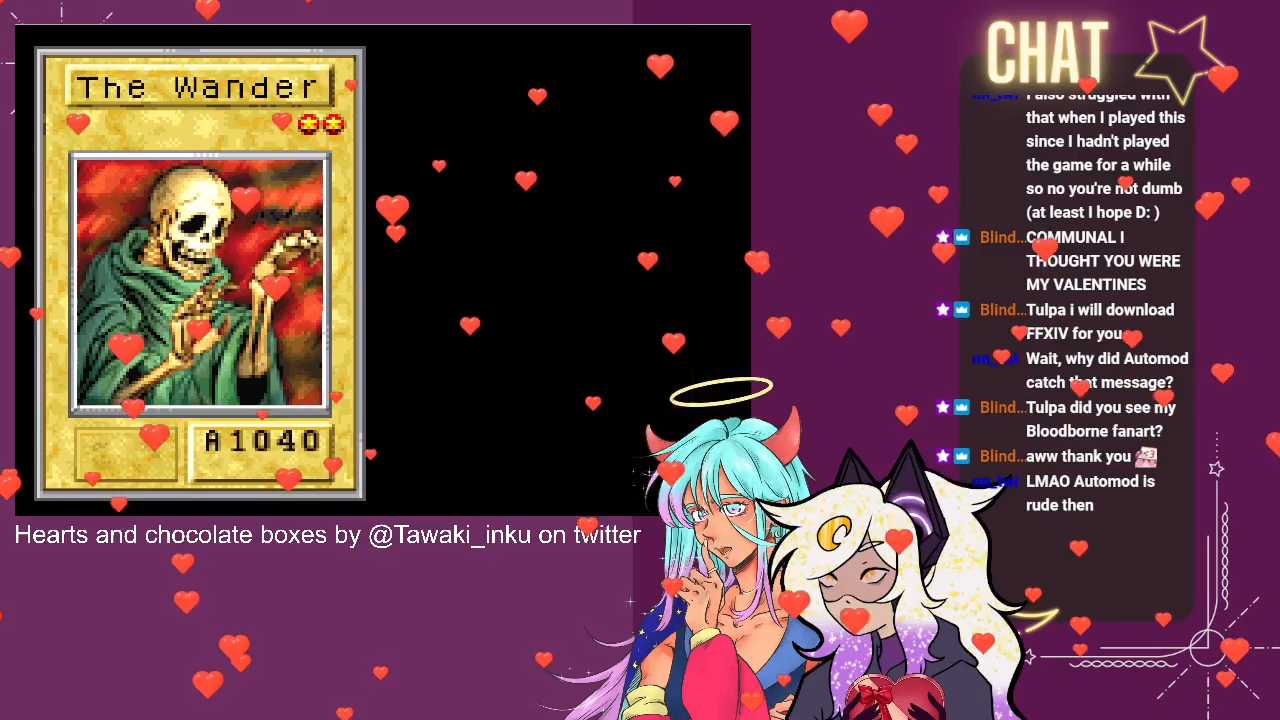 The Wander
A1040
Hearts and chocolate boxes by @Tawaki_inku on twitter
CHAT
I also struggled with
that when I played this
since I hadn't played
the game for a while
so no you're not dumb
(at least I hope D: )
Blind... COMMUNAL I
THOUGHT YOU WERE
MY VALENTINES
Blind... Tulpa i will download
FFXIV for you
Wait, why did Automod
catch that message?
Blind... Tulpa did you see my
Bloodborne fanart?
Blind... aww thank you
LMAO Automod is
rude then